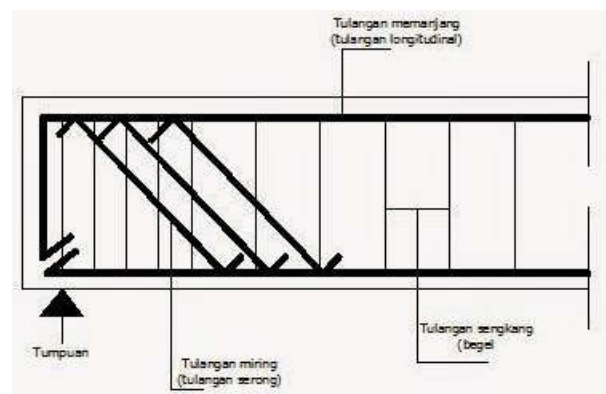 Tulangan memanjang
(tulangan longitudinal)
Tulangan sengkang
(begel
Tumpuan
Tulangan miring
(tulangan serong)